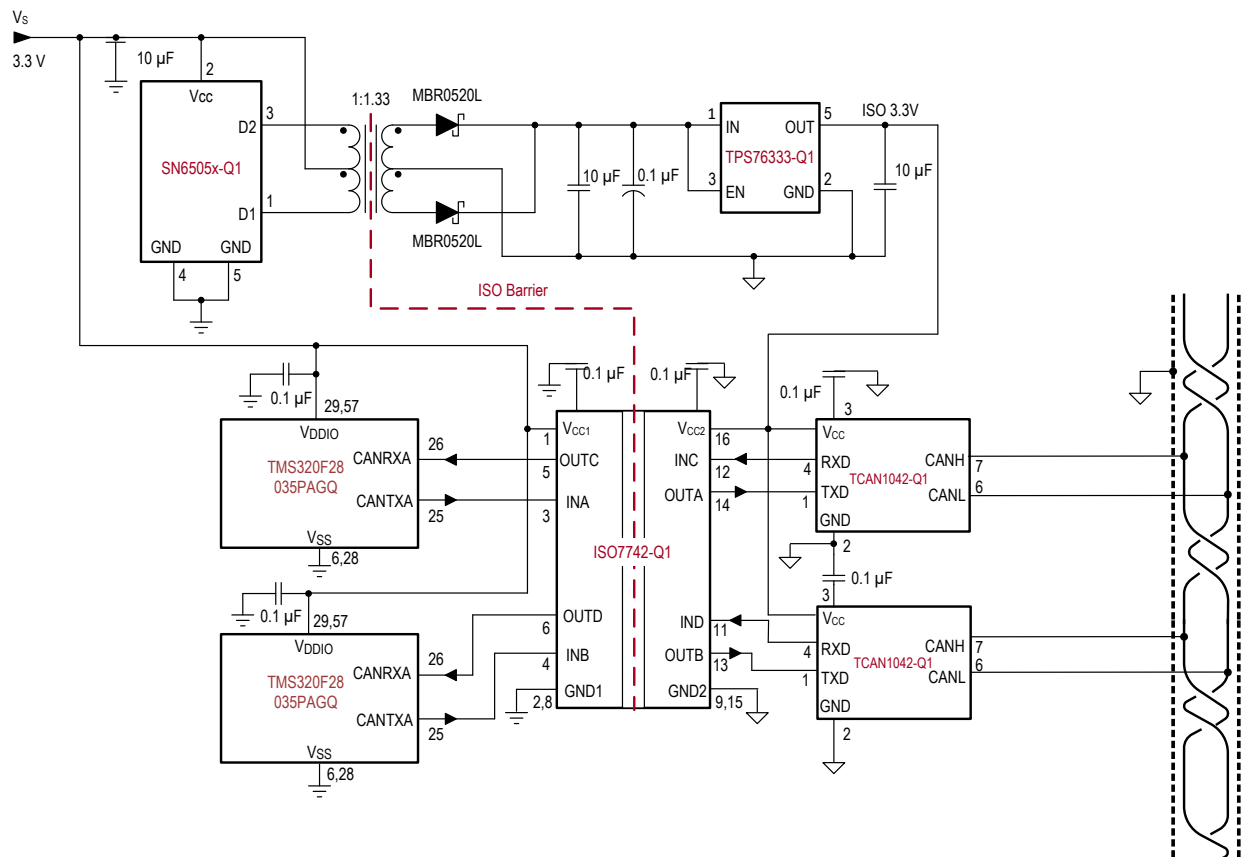 VS
3.3 V
10 µF
2
Vcc
D2
3
SN6505x-Q1
D1
1
GND
GND
4
5
1:1.33
MBR0520L
MBR0520L
10 µF
0.1 µF
1
IN
OUT
5
TPS76333-Q1
3
EN
GND
2
ISO 3.3V
10 µF
ISO Barrier
0.1 µF
29,57
VDDIO
CANRXA
26
TMS320F28
035PAGQ
CANTXA
25
VSS
6,28
0.1 µF
29,57
VDDIO
CANRXA
26
TMS320F28
035PAGQ
CANTXA
25
VSS
6,28
0.1 µF
0.1 µF
VCC1
1
OUTC
5
INA
3
ISO7742-Q1
OUTD
6
INB
4
GND1
2,8
VCC2
16
INC
12
OUTA
14
IND
11
OUTB
13
GND2
9,15
0.1 µF
3
VCC
RXD
4
TXD
1
TCAN1042-Q1
CANH
7
CANL
6
GND
2
0.1 µF
3
VCC
RXD
4
TXD
1
TCAN1042-Q1
CANH
7
CANL
6
GND
2